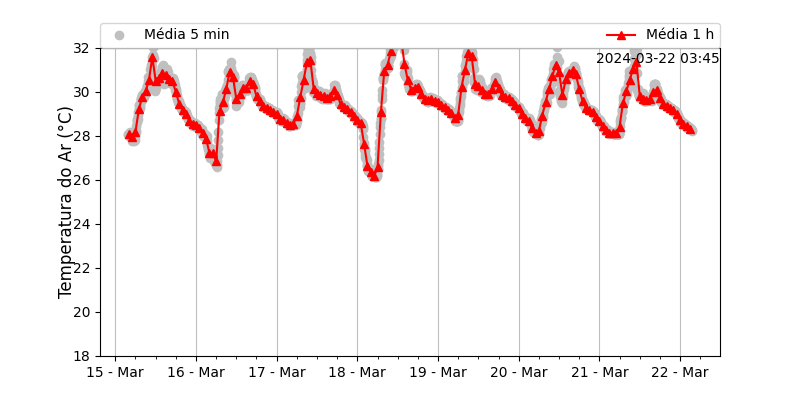 Média 5 min
Média 1 h
2024-03-22 03:45
Temperatura do Ar (°C)
32
30
28
26
24
22
20
18
15 - Mar
16 - Mar
17 - Mar
18 - Mar
19 - Mar
20 - Mar
21 - Mar
22 - Mar